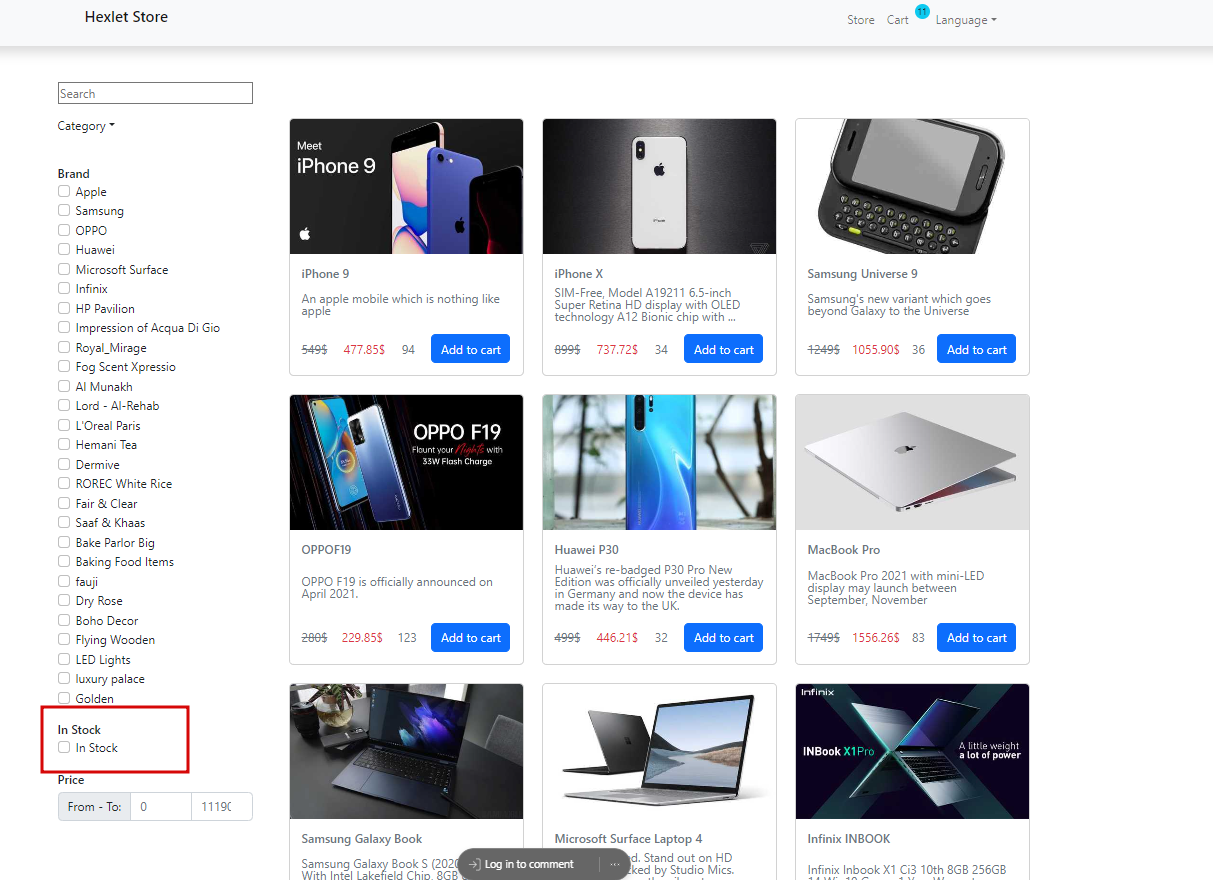 Hexlet Store
Store Cart 11 Language
Search
Category
Brand
Apple
Samsung
OPPO
Huawei
Microsoft Surface
Infinix
HP Pavilion
Impression of Acqua Di Gio
Royal_Mirage
Fog Scent Xpressio
Al Munakh
Lord - Al-Rehab
L'Oreal Paris
Hemani Tea
Dermive
ROREC White Rice
Fair & Clear
Saaf & Khaas
Bake Parlor Big
Baking Food Items
fauji
Dry Rose
Boho Decor
Flying Wooden
LED Lights
luxury palace
Golden
In Stock
In Stock
Price
From - To: 0 1119
Meet
iPhone 9
iPhone 9
An apple mobile which is nothing like
apple
549$ 477.85$ 94 Add to cart
iPhone
iPhone X
SIM-Free, Model A19211 6.5-inch
Super Retina HD display with OLED
technology A12 Bionic chip with ...
899$ 737.72$ 34 Add to cart
Samsung Universe 9
Samsung's new variant which goes
beyond Galaxy to the Universe
1249$ 1055.90$ 36 Add to cart
OPPO F19
Flaunt your Nights with
33W Flash Charge
OPPOF19
OPPO F19 is officially announced on
April 2021.
280$ 229.85$ 123 Add to cart
Huawei P30
Huawei's re-badged P30 Pro New
Edition was officially unveiled yesterday
in Germany and now the device has
made its way to the UK.
499$ 446.21$ 32 Add to cart
MacBook Pro
MacBook Pro 2021 with mini-LED
display may launch between
September, November
1749$ 1556.26$ 83 Add to cart
Samsung Galaxy Book
Samsung Galaxy Book S (2020
With Intel Lakefield Chip, 8GB
Microsoft Surface Laptop 4
d. Stand out on HD
cked by Studio Mics.
Infinix
INBook X1Pro
A little weight
a lot of power
Infinix INBOOK
Infinix Inbook X1 Ci3 10th 8GB 256GB
Log in to comment ...